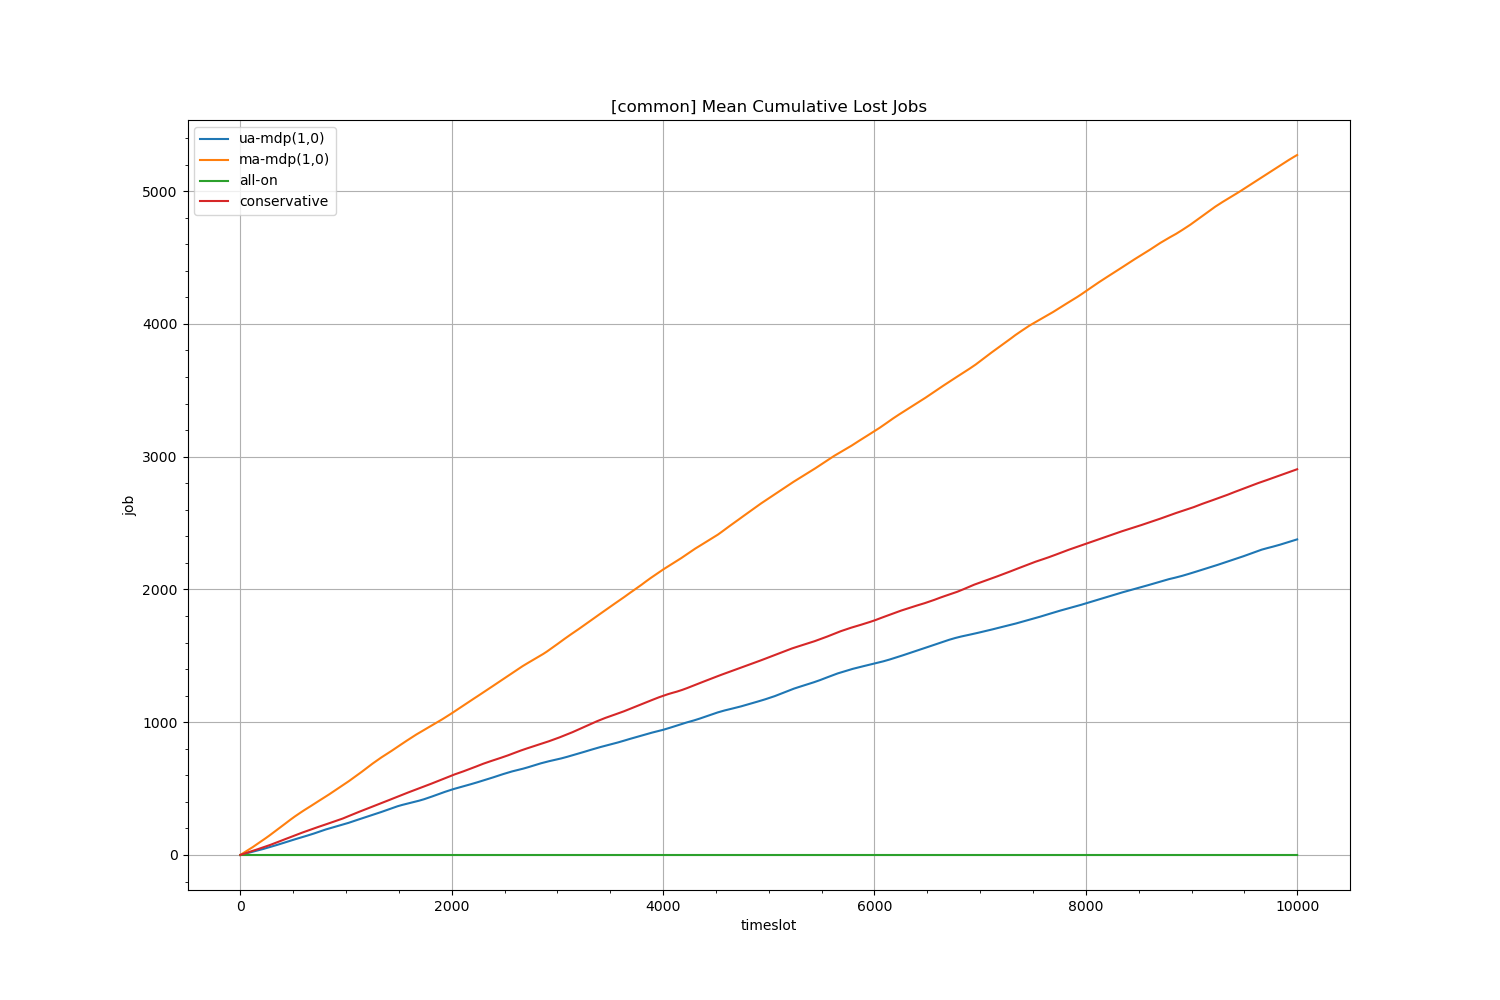 [common] Mean Cumulative Lost Jobs
ua-mdp(1,0)
ma-mdp(1,0)
all-on
conservative
5000
4000
3000
2000
1000
0
job
0 2000 4000 6000 8000 10000
timeslot